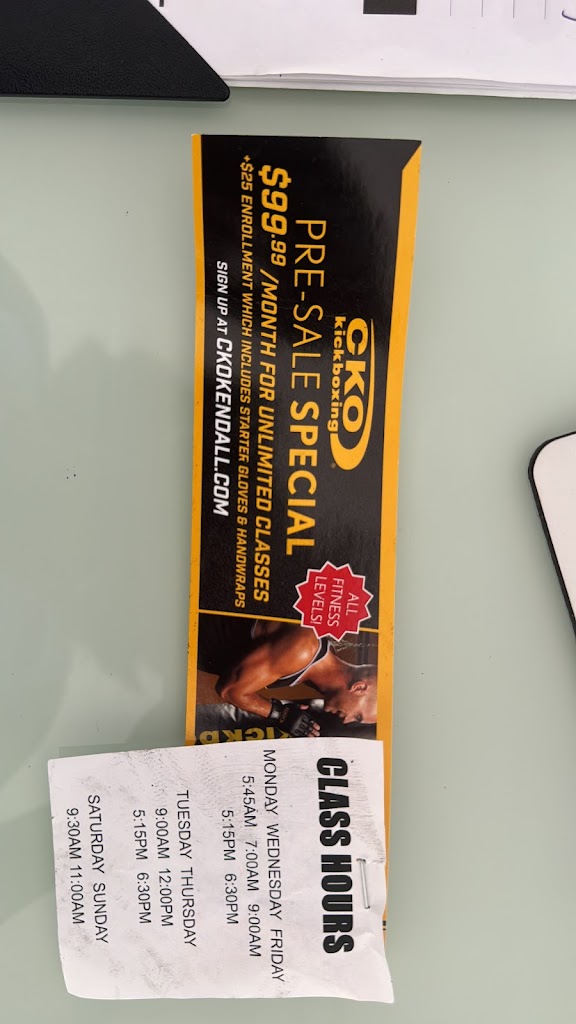 CKO
kickboxing
PRE-SALE SPECIAL
$99.99 /MONTH FOR UNLIMITED CLASSES
+$25 ENROLLMENT WHICH INCLUDES STARTER GLOVES & HANDWRAPS
SIGN UP AT CKOKENDALL.COM
ALL
FITNESS
LEVELS!
CLASS HOURS
MONDAY WEDNESDAY FRIDAY
5:45AM 7:00AM 9:00AM
5:15PM 6:30PM
TUESDAY THURSDAY
9:00AM 12:00PM
5:15PM 6:30PM
SATURDAY SUNDAY
9:30AM 11:00AM